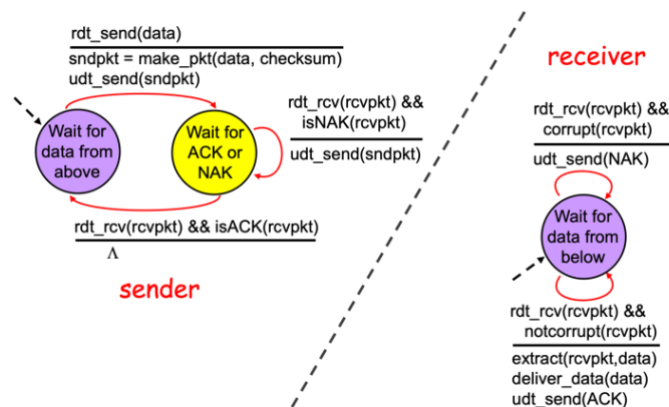 rdt_send(data)
sndpkt = make_pkt(data, checksum)
udt_send(sndpkt)
Wait for
data from
above
Wait for
ACK or
NAK
rdt_rcv(rcvpkt) &&
isNAK(rcvpkt)
udt_send(sndpkt)
rdt_rcv(rcvpkt) && isACK(rcvpkt)
Λ
sender
receiver
rdt_rcv(rcvpkt) &&
corrupt(rcvpkt)
udt_send(NAK)
Wait for
data from
below
rdt_rcv(rcvpkt) &&
notcorrupt(rcvpkt)
extract(rcvpkt,data)
deliver_data(data)
udt_send(ACK)